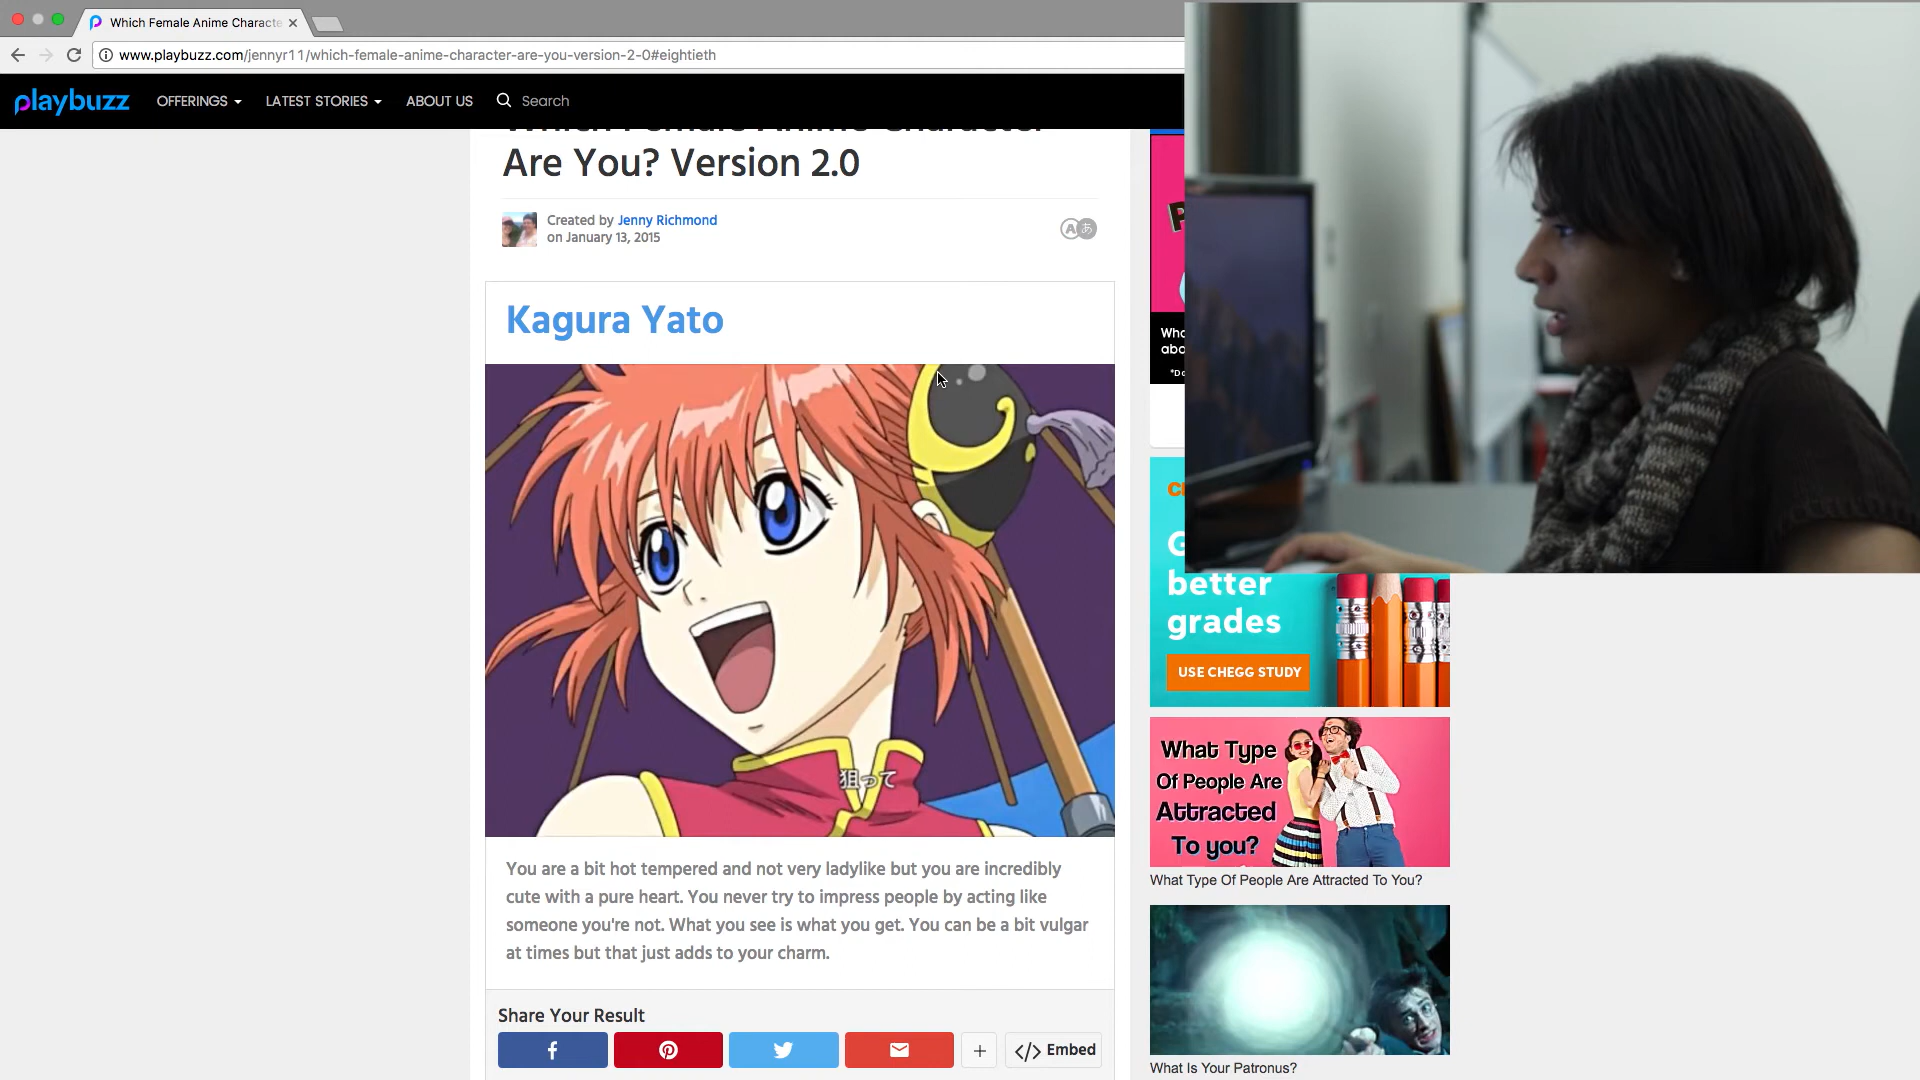 Which Female Anime Characte
www.playbuzz.com/jennyr11/which-female-anime-character-are-you-version-2-0#eightieth
playbuzz
OFFERINGS
LATEST STORIES
ABOUT US
Search
Which Female Anime Character
Are You? Version 2.0
Created by Jenny Richmond
on January 13, 2015
A あ
Kagura Yato
狙って
You are a bit hot tempered and not very ladylike but you are incredibly
cute with a pure heart. You never try to impress people by acting like
someone you're not. What you see is what you get. You can be a bit vulgar
at times but that just adds to your charm.
Share Your Result
f
+
</> Embed
better
grades
USE CHEGG STUDY
What Type
Of People Are
Attracted
To you?
What Type Of People Are Attracted To You?
What Is Your Patronus?